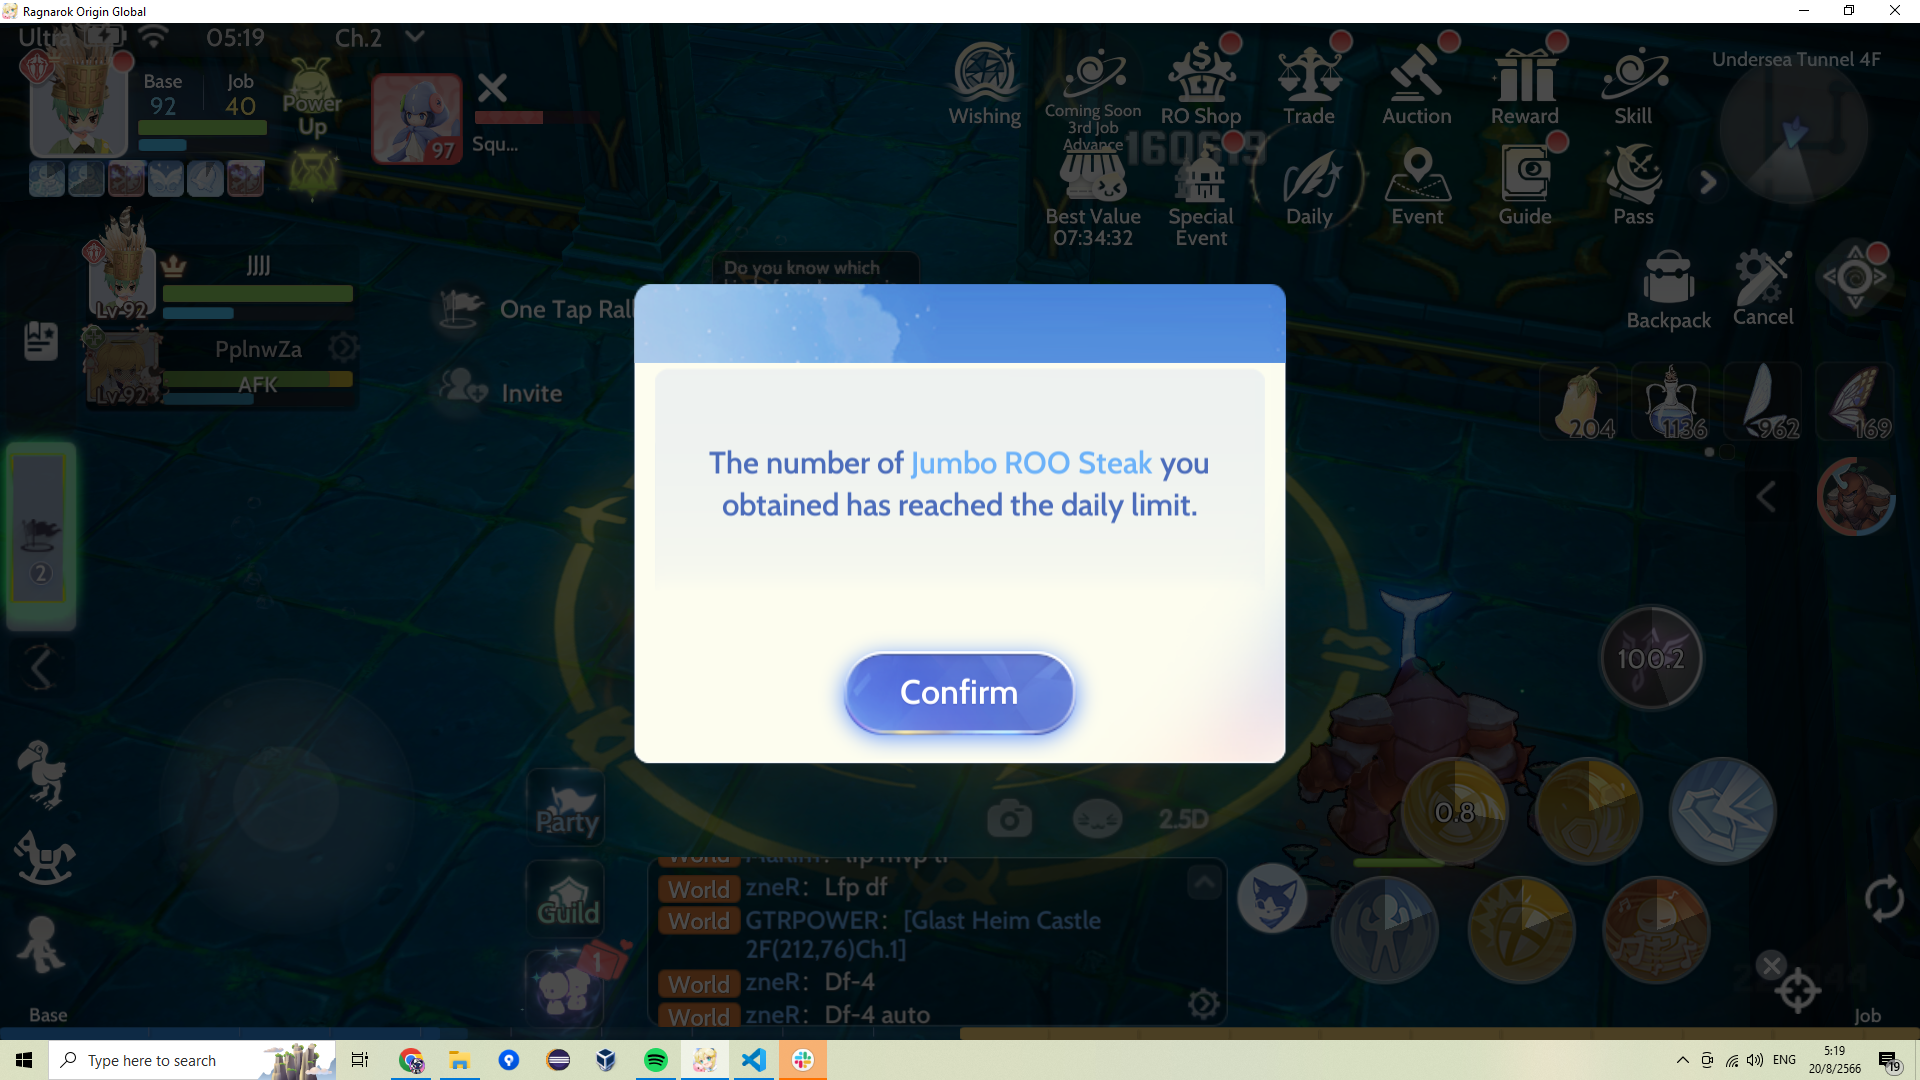 Ragnarok Origin Global
Ultra
05:19
Ch.2
Base
92
Job
40
Power
Up
97
Squ...
Wishing
Coming Soon
3rd Job
Advance
RO Shop
Trade
Auction
Reward
Skill
Undersea Tunnel 4F
Best Value
07:34:32
Special
Event
Daily
Event
Guide
Pass
Backpack
Cancel
JJJJ
Lv.92
PplnwZa
AFK
Lv.92
One Tap Rall
Invite
Do you know which
204
1136
962
169
2
The number of Jumbo ROO Steak you
obtained has reached the daily limit.
Confirm
100.2
0.8
2.5D
Party
Guild
1
World zneR: Lfp df
World GTRPOWER: [Glast Heim Castle
2F(212,76)Ch.1]
World zneR: Df-4
World zneR: Df-4 auto
Base
Job
Type here to search
ENG
5:19
20/8/2566
19